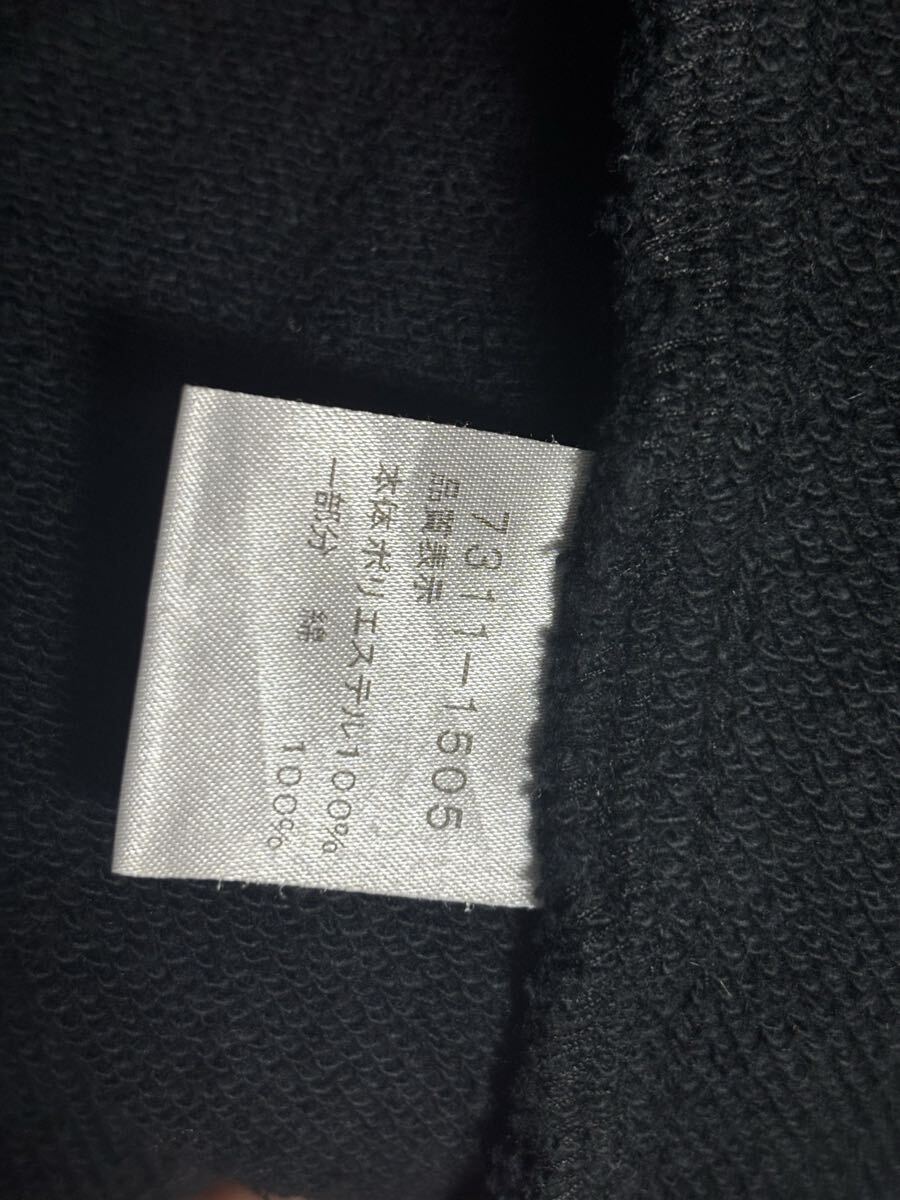 7311-1505
品質表示
本体ポリエステル100%
一部分 綿 100%